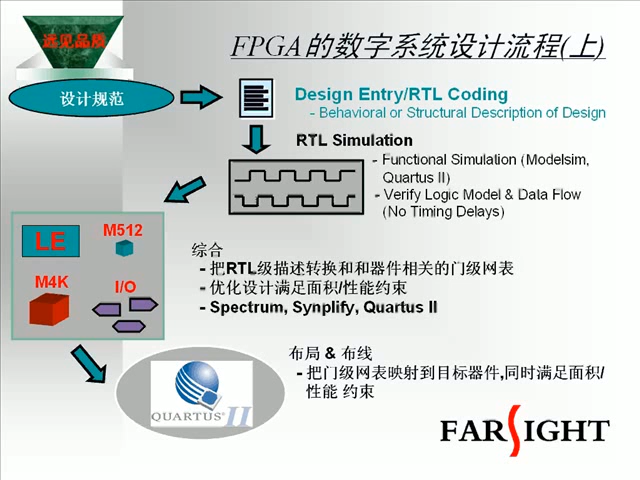 远见品质
FPGA的数字系统设计流程(上)
设计规范
Design Entry/RTL Coding
- Behavioral or Structural Description of Design
RTL Simulation
- Functional Simulation (Modelsim,
Quartus II)
- Verify Logic Model & Data Flow
(No Timing Delays)
LE
M512
M4K
I/O
综合
- 把RTL级描述转换和和器件相关的门级网表
- 优化设计满足面积/性能约束
- Spectrum, Synplify, Quartus II
布局 & 布线
- 把门级网表映射到目标器件,同时满足面积/
性能 约束
QUARTUS® II
FARSIGHT